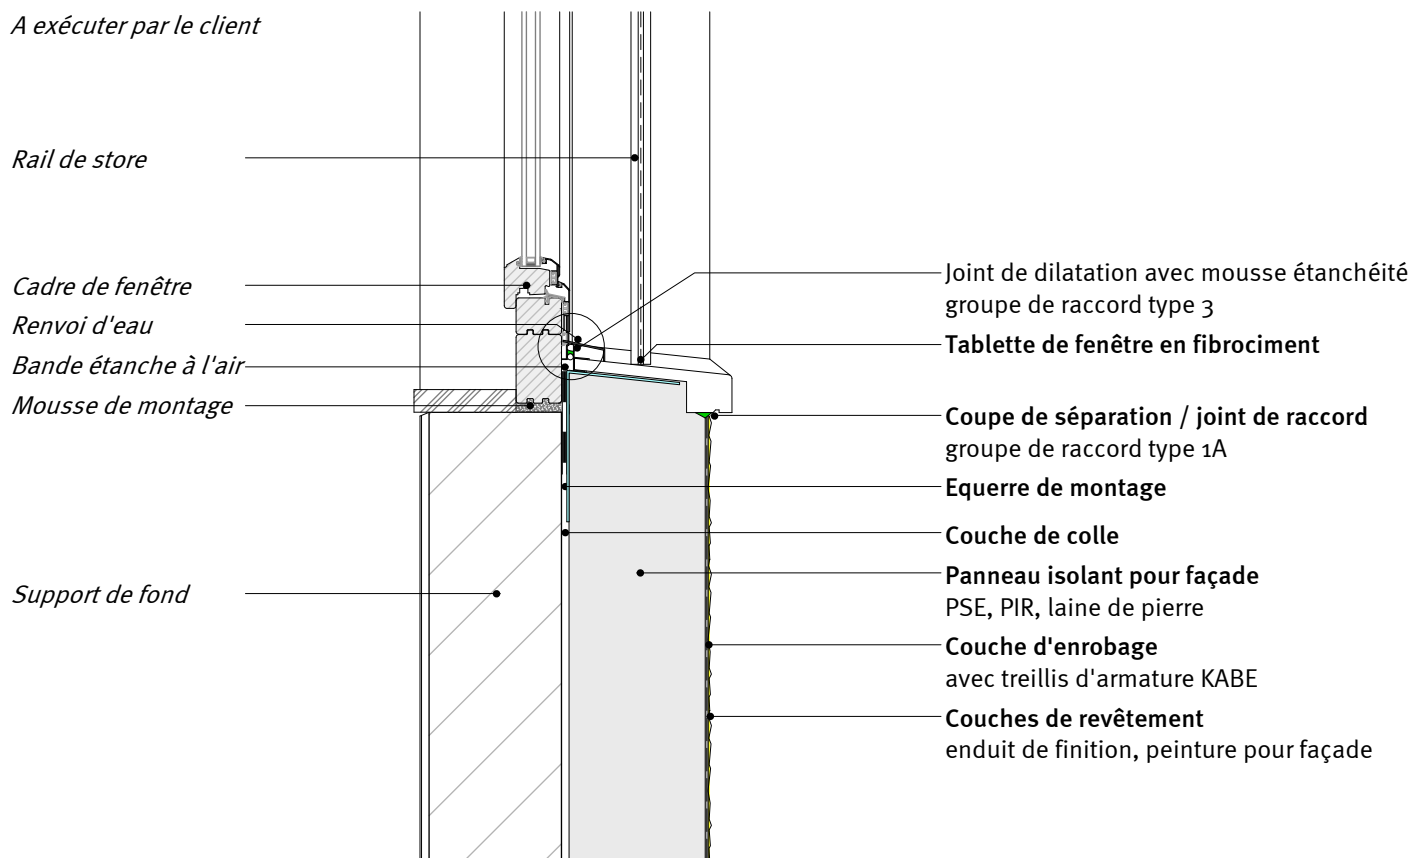 A exécuter par le client
Rail de store
Cadre de fenêtre
Renvoi d'eau
Bande étanche à l'air
Mousse de montage
Support de fond
Joint de dilatation avec mousse étanchéité
groupe de raccord type 3
Tablette de fenêtre en fibrociment
Coupe de séparation / joint de raccord
groupe de raccord type 1A
Equerre de montage
Couche de colle
Panneau isolant pour façade
PSE, PIR, laine de pierre
Couche d'enrobage
avec treillis d'armature KABE
Couches de revêtement
enduit de finition, peinture pour façade